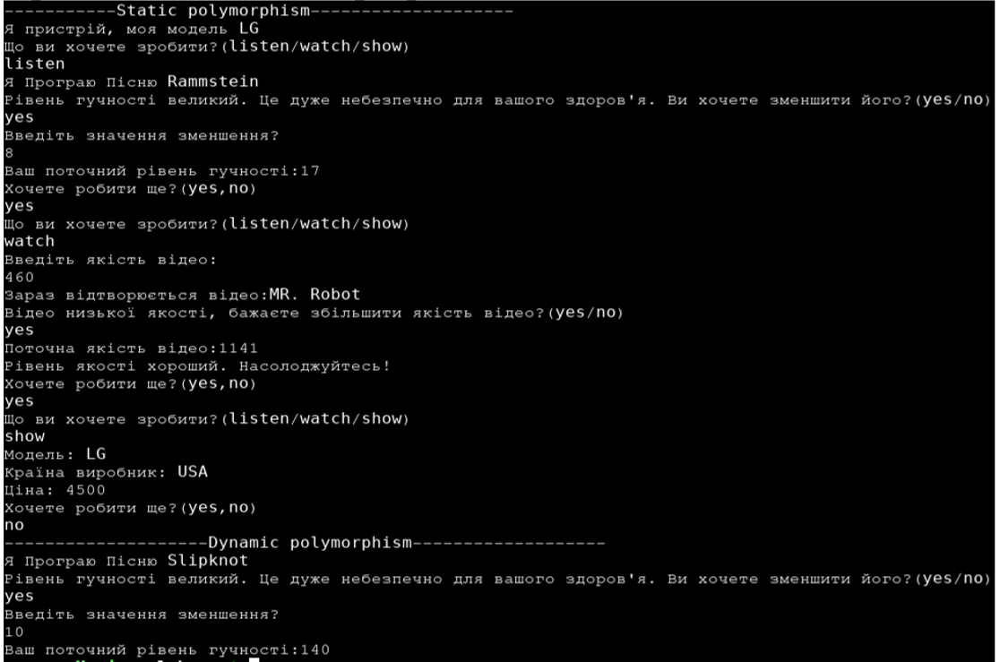 -----------Static polymorphism--------------------
Я пристрій, моя модель LG
Що ви хочете зробити?(listen/watch/show)
listen
Я Програю Пісню Rammstein
Рівень гучності великий. Це дуже небезпечно для вашого здоров'я. Ви хочете зменшити його?(yes/no)
yes
Введіть значення зменшення?
8
Ваш поточний рівень гучності:17
Хочете робити ще?(yes,no)
yes
Що ви хочете зробити?(listen/watch/show)
watch
Введіть якість відео:
460
Зараз відтворюється відео:MR. Robot
Відео низької якості, бажаєте збільшити якість відео?(yes/no)
yes
Поточна якість відео:1141
Рівень якості хороший. Насолоджуйтесь!
Хочете робити ще?(yes,no)
yes
Що ви хочете зробити?(listen/watch/show)
show
Модель: LG
Країна виробник: USA
Ціна: 4500
Хочете робити ще?(yes,no)
no
--------------------Dynamic polymorphism-------------------
Я Програю Пісню Slipknot
Рівень гучності великий. Це дуже небезпечно для вашого здоров'я. Ви хочете зменшити його?(yes/no)
yes
Введіть значення зменшення?
10
Ваш поточний рівень гучності:140